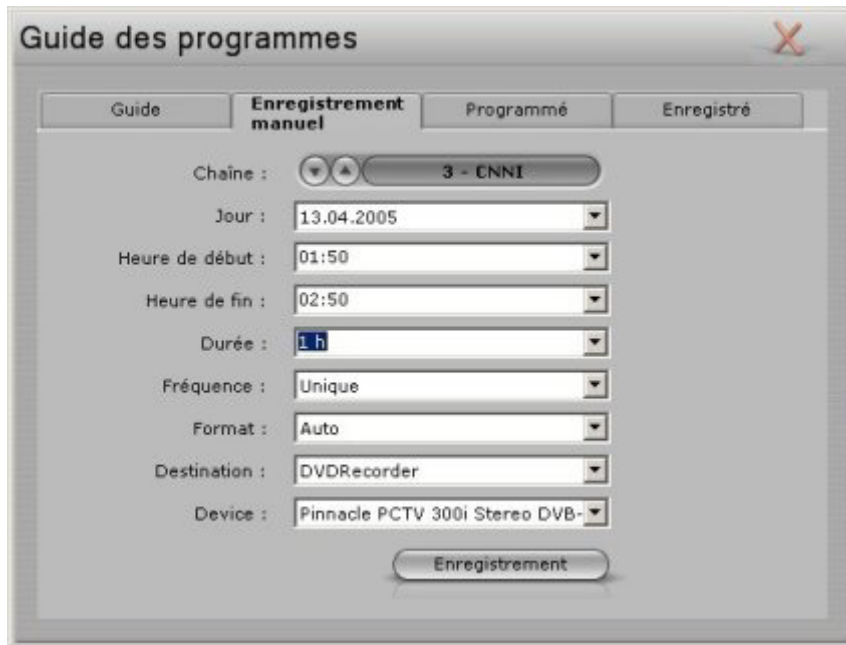 Guide des programmes
Guide
Enregistrement
manuel
Programmé
Enregistré
Chaîne : 3 - CNNI
Jour : 13.04.2005
Heure de début : 01:50
Heure de fin : 02:50
Durée : 1 h
Fréquence : Unique
Format : Auto
Destination : DVDRecorder
Device : Pinnacle PCTV 300i Stereo DVB-
Enregistrement